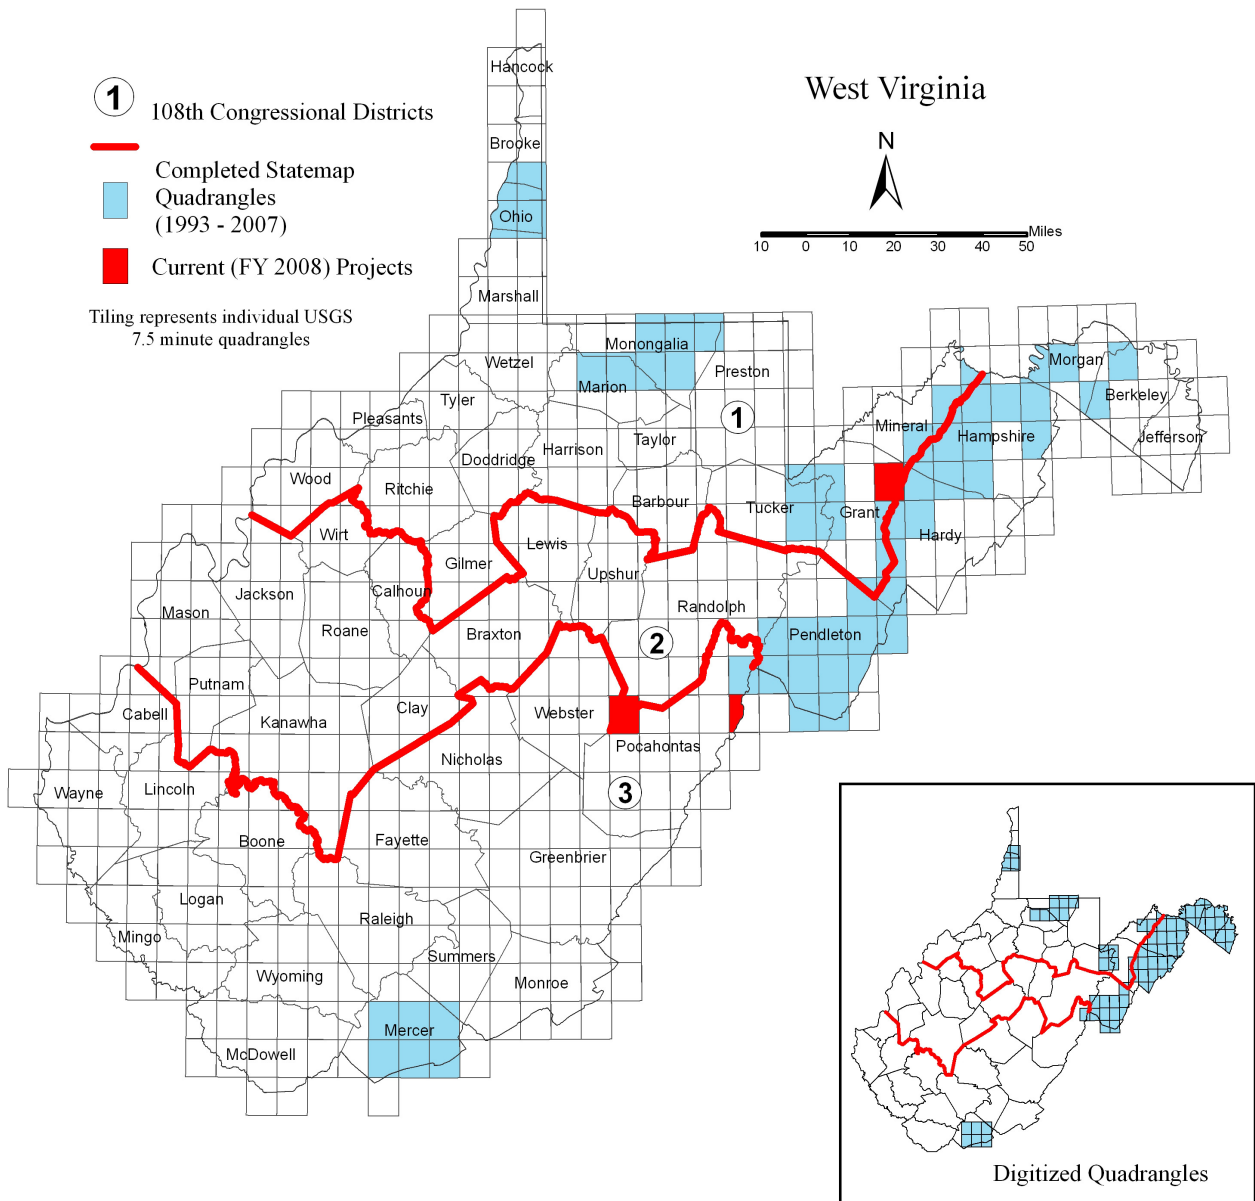 West Virginia
N
10 0 10 20 30 40 50 Miles
1 108th Congressional Districts
Completed Statemap
Quadrangles
(1993 - 2007)
Current (FY 2008) Projects
Tiling represents individual USGS
7.5 minute quadrangles
Hancock
Brooke
Ohio
Marshall
Wetzel
Monongalia
Marion
Preston
Morgan
Berkeley
Jefferson
Tyler
Pleasants
Doddridge
Harrison
Taylor
1
Mineral
Hampshire
Wood
Ritchie
Barbour
Tucker
Grant
Hardy
Wirt
Gilmer
Lewis
Upshur
Calhoun
Jackson
Mason
Roane
Braxton
Randolph
2
Pendleton
Putnam
Cabell
Kanawha
Clay
Webster
Pocahontas
Nicholas
3
Wayne
Lincoln
Boone
Fayette
Greenbrier
Logan
Raleigh
Mingo
Wyoming
Summers
Monroe
Mercer
McDowell
Digitized Quadrangles